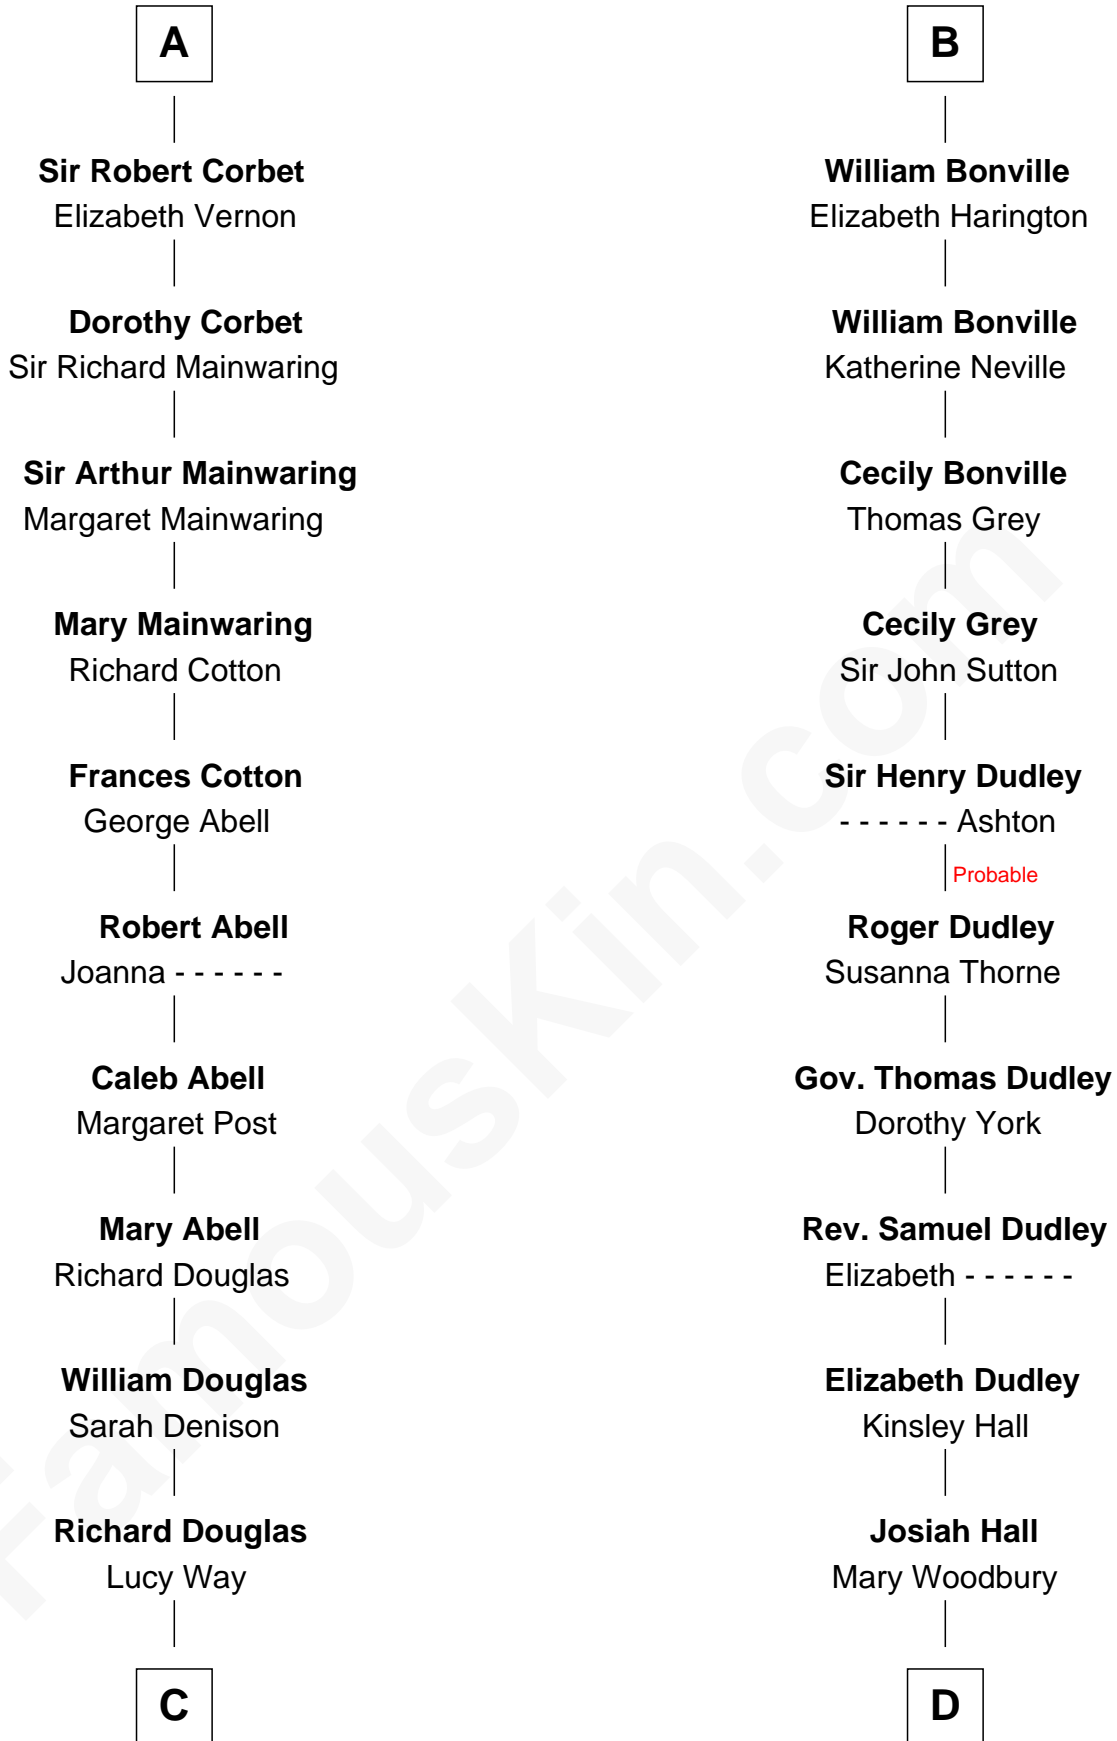 A
Sir Robert Corbet
Elizabeth Vernon
Dorothy Corbet
Sir Richard Mainwaring
Sir Arthur Mainwaring
Margaret Mainwaring
Mary Mainwaring
Richard Cotton
Frances Cotton
George Abell
Robert Abell
Joanna - - - - - -
Caleb Abell
Margaret Post
Mary Abell
Richard Douglas
William Douglas
Sarah Denison
Richard Douglas
Lucy Way
C
B
William Bonville
Elizabeth Harington
William Bonville
Katherine Neville
Cecily Bonville
Thomas Grey
Cecily Grey
Sir John Sutton
Sir Henry Dudley
- - - - - - Ashton
Probable
Roger Dudley
Susanna Thorne
Gov. Thomas Dudley
Dorothy York
Rev. Samuel Dudley
Elizabeth - - - - - -
Elizabeth Dudley
Kinsley Hall
Josiah Hall
Mary Woodbury
D
FamousKin.com